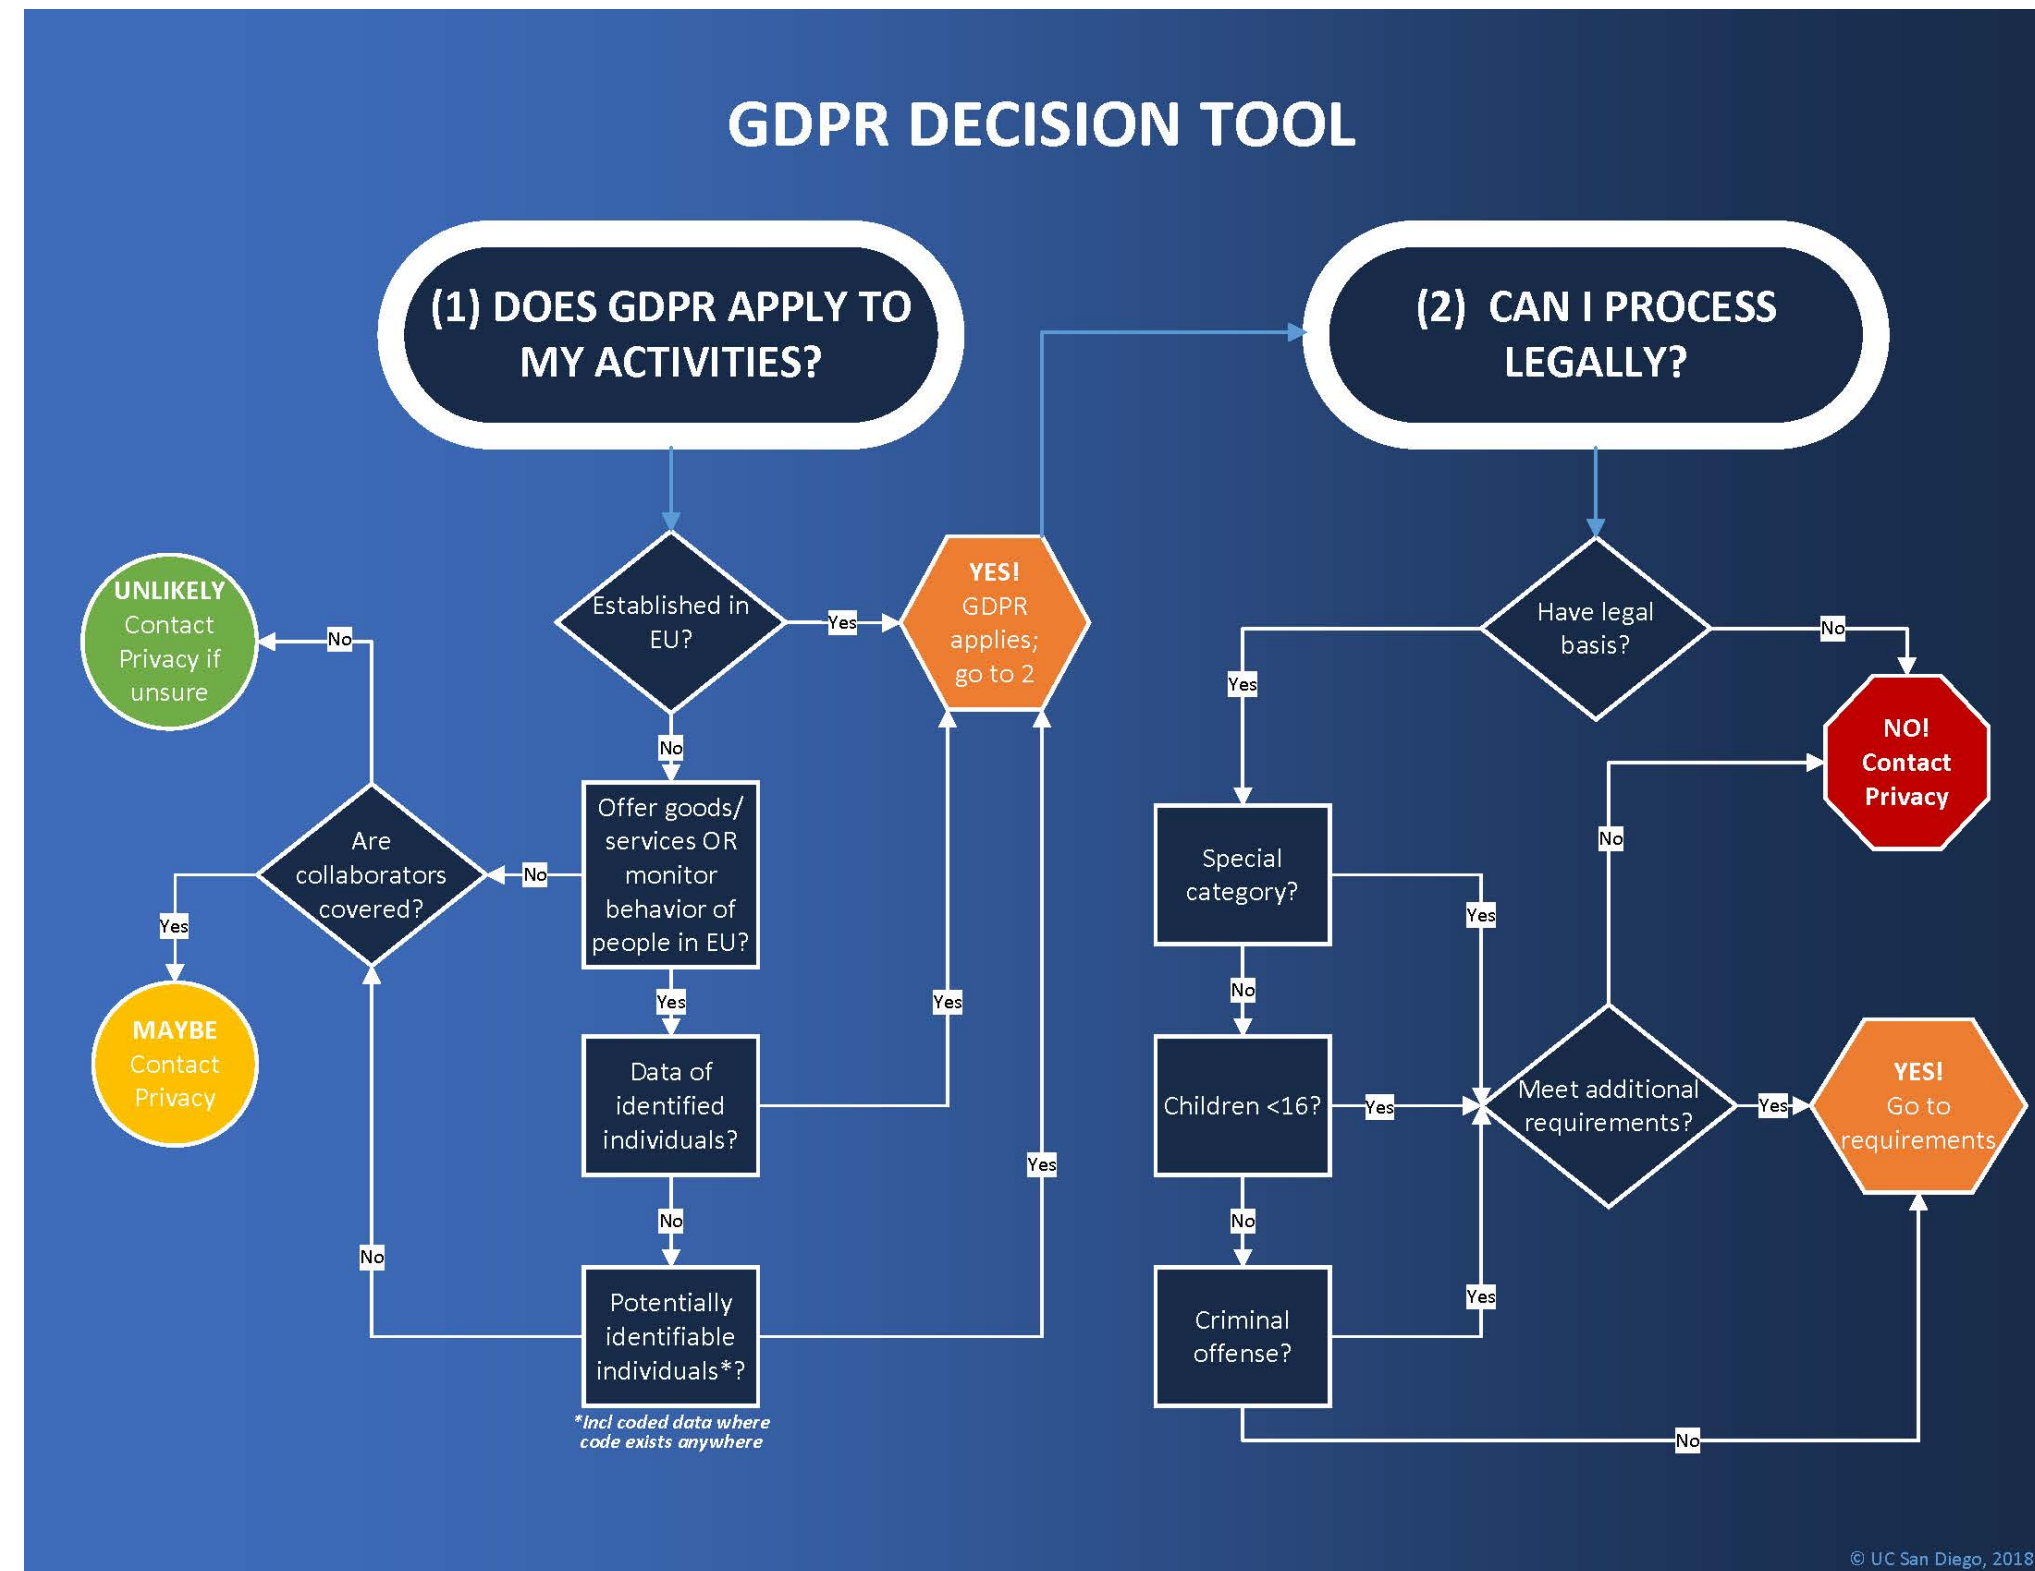 GDPR DECISION TOOL
(1) DOES GDPR APPLY TO
MY ACTIVITIES?
(2) CAN I PROCESS
LEGALLY?
Established in
EU?
Yes
YES!
GDPR
applies;
go to 2
No
Offer goods/
services OR
monitor
behavior of
people in EU?
No
Are
collaborators
covered?
No
UNLIKELY
Contact
Privacy if
unsure
Yes
MAYBE
Contact
Privacy
Yes
Data of
identified
individuals?
Yes
No
Potentially
identifiable
individuals*?
Yes
No
*Incl coded data where
code exists anywhere
Have legal
basis?
No
NO!
Contact
Privacy
Yes
Special
category?
Yes
No
Children <16?
Yes
No
Criminal
offense?
Yes
No
Meet additional
requirements?
No
Yes
YES!
Go to
requirements
© UC San Diego, 2018